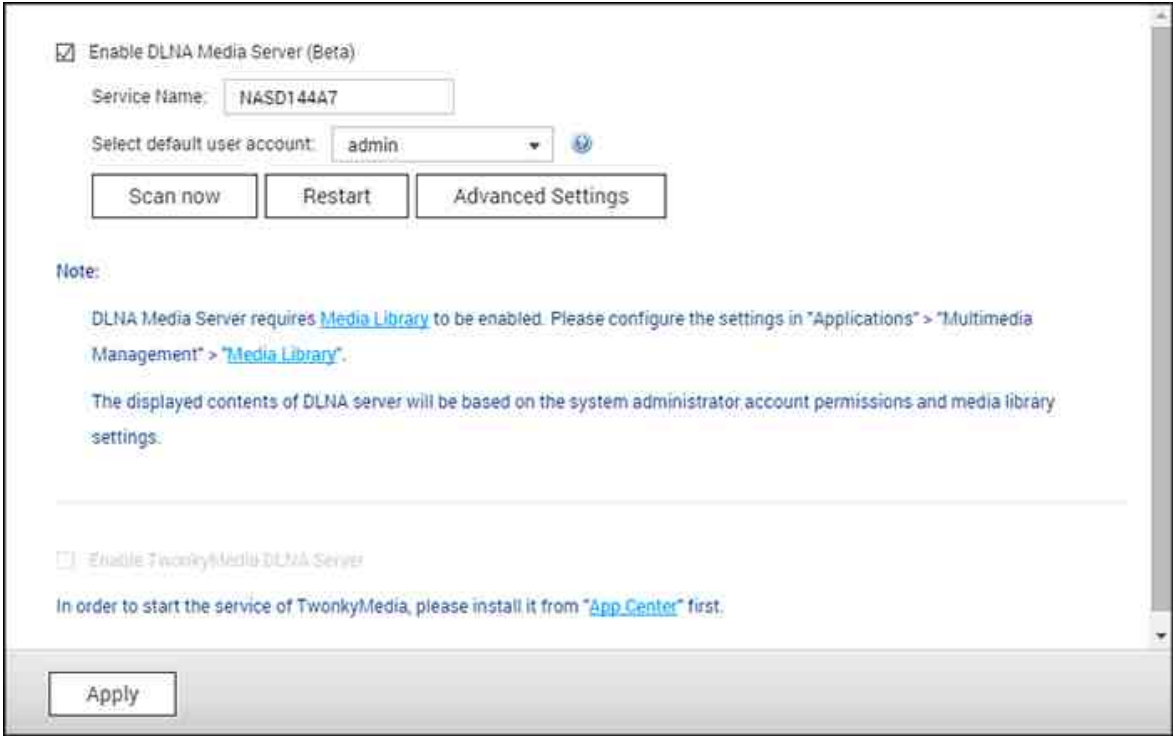 Enable DLNA Media Server (Beta)
Service Name: NASD144A7
Select default user account: admin
Scan now Restart Advanced Settings
Note:
DLNA Media Server requires Media Library to be enabled. Please configure the settings in "Applications" > "Multimedia
Management" > "Media Library".
The displayed contents of DLNA server will be based on the system administrator account permissions and media library
settings.
Enable TwonkyMedia DLNA Server
In order to start the service of TwonkyMedia, please install it from "App Center" first.
Apply